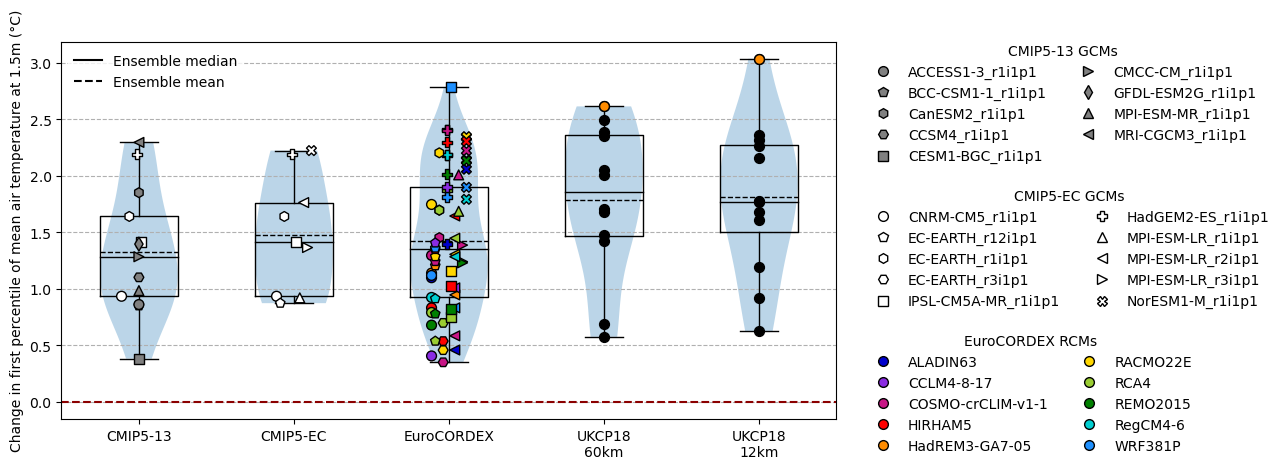 Change in first percentile of mean air temperature at 1.5m (°C)
3.0
2.5
2.0
1.5
1.0
0.5
0.0
Ensemble median
Ensemble mean
CMIP5-13
CMIP5-EC
EuroCORDEX
UKCP18
60km
UKCP18
12km
CMIP5-13 GCMs
ACCESS1-3_r1i1p1
BCC-CSM1-1_r1i1p1
CanESM2_r1i1p1
CCSM4_r1i1p1
CESM1-BGC_r1i1p1
CMCC-CM_r1i1p1
GFDL-ESM2G_r1i1p1
MPI-ESM-MR_r1i1p1
MRI-CGCM3_r1i1p1
CMIP5-EC GCMs
CNRM-CM5_r1i1p1
EC-EARTH_r12i1p1
EC-EARTH_r1i1p1
EC-EARTH_r3i1p1
IPSL-CM5A-MR_r1i1p1
HadGEM2-ES_r1i1p1
MPI-ESM-LR_r1i1p1
MPI-ESM-LR_r2i1p1
MPI-ESM-LR_r3i1p1
NorESM1-M_r1i1p1
EuroCORDEX RCMs
ALADIN63
CCLM4-8-17
COSMO-crCLIM-v1-1
HIRHAM5
HadREM3-GA7-05
RACMO22E
RCA4
REMO2015
RegCM4-6
WRF381P